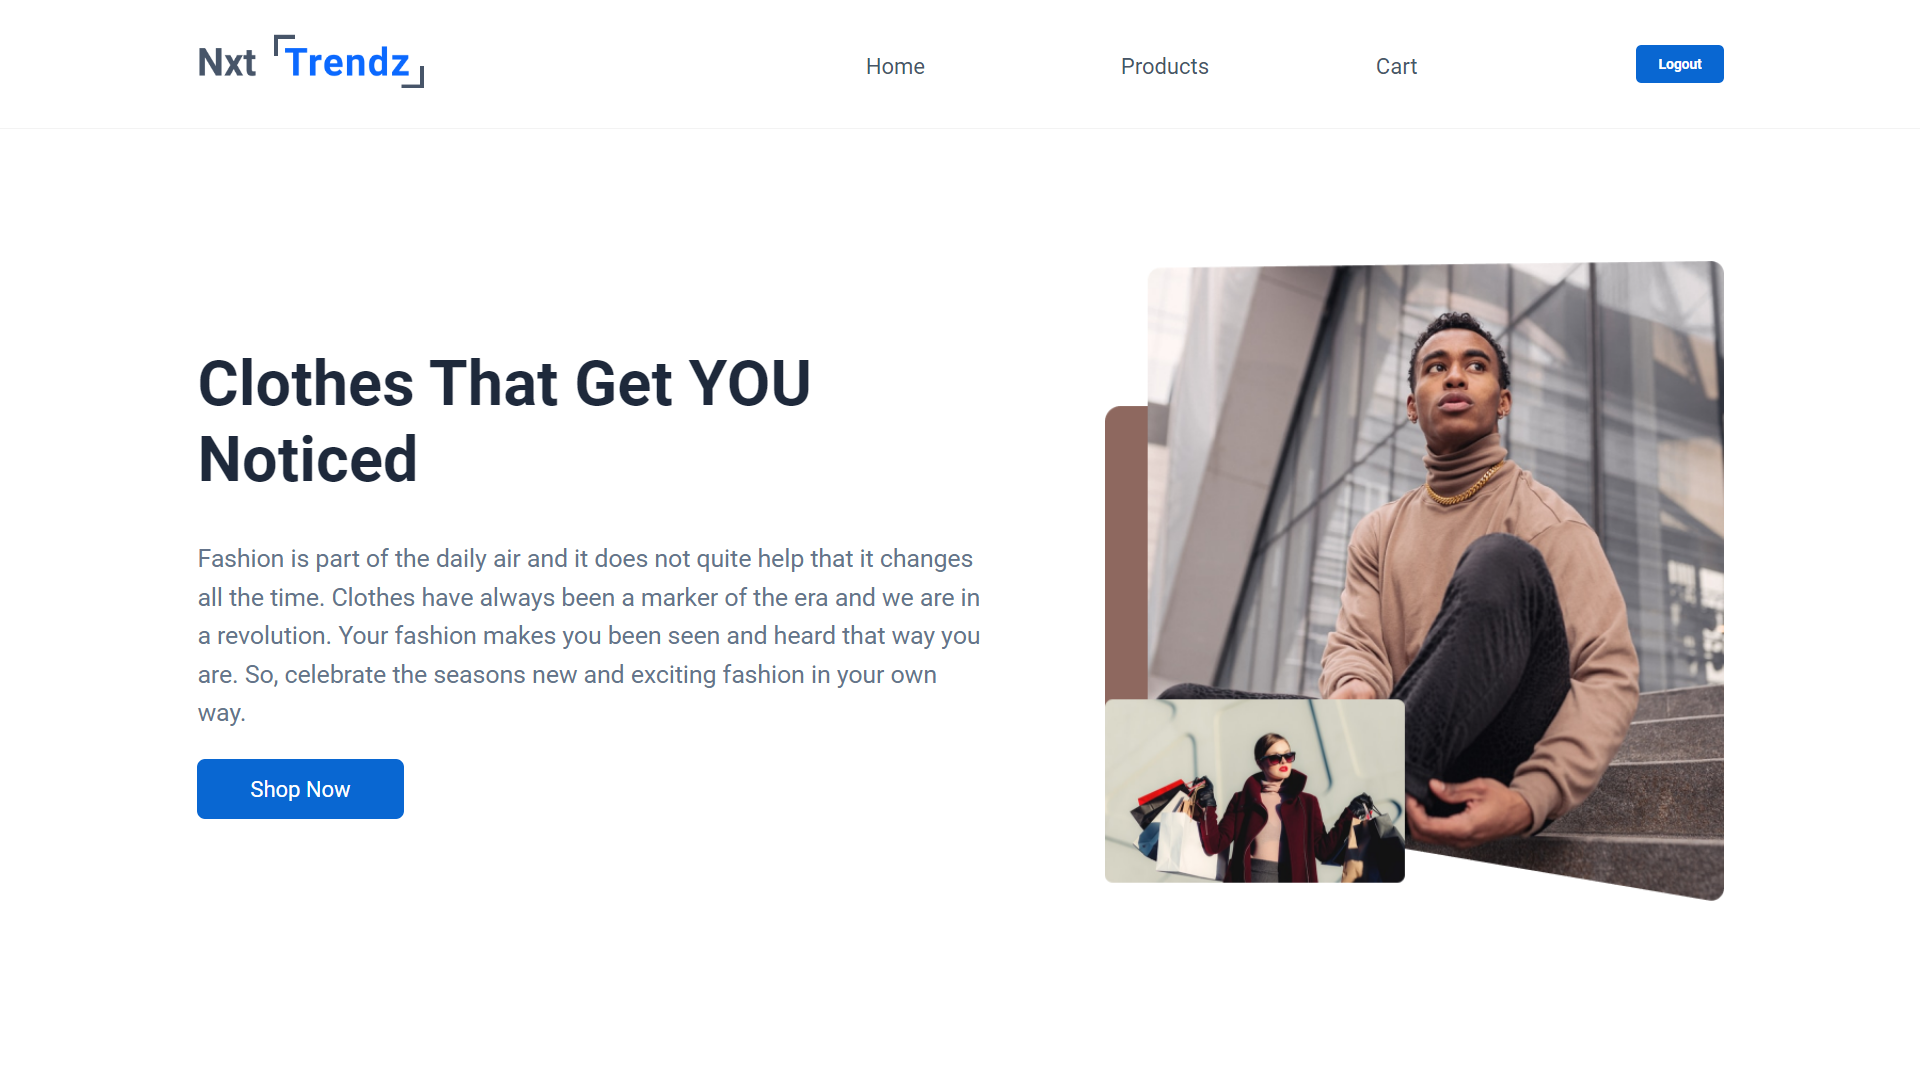 Nxt Trendz
Home
Products
Cart
Logout
Clothes That Get YOU
Noticed
Fashion is part of the daily air and it does not quite help that it changes
all the time. Clothes have always been a marker of the era and we are in
a revolution. Your fashion makes you been seen and heard that way you
are. So, celebrate the seasons new and exciting fashion in your own
way.
Shop Now